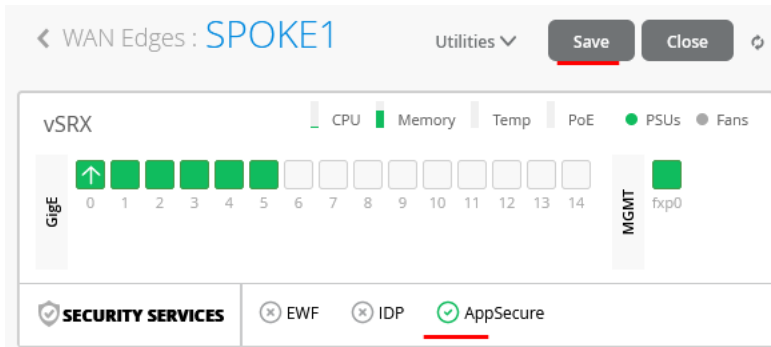 WAN Edges : SPOKE1 Utilities Save Close
vSRX CPU Memory Temp PoE PSUs Fans
GigE
0 1 2 3 4 5 6 7 8 9 10 11 12 13 14
MGMT
fxp0
SECURITY SERVICES EWF IDP AppSecure